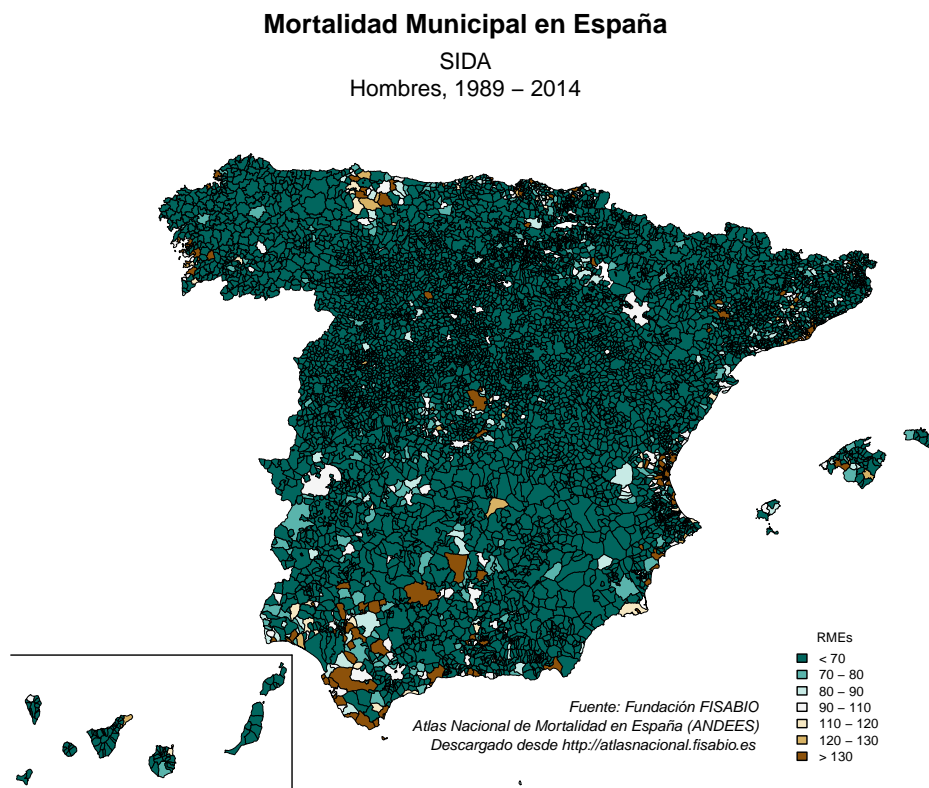 Mortalidad Municipal en España
SIDA
Hombres, 1989 – 2014
RMEs
< 70
70 – 80
80 – 90
90 – 110
110 – 120
120 – 130
> 130
Fuente: Fundación FISABIO
Atlas Nacional de Mortalidad en España (ANDEES)
Descargado desde http://atlasnacional.fisabio.es